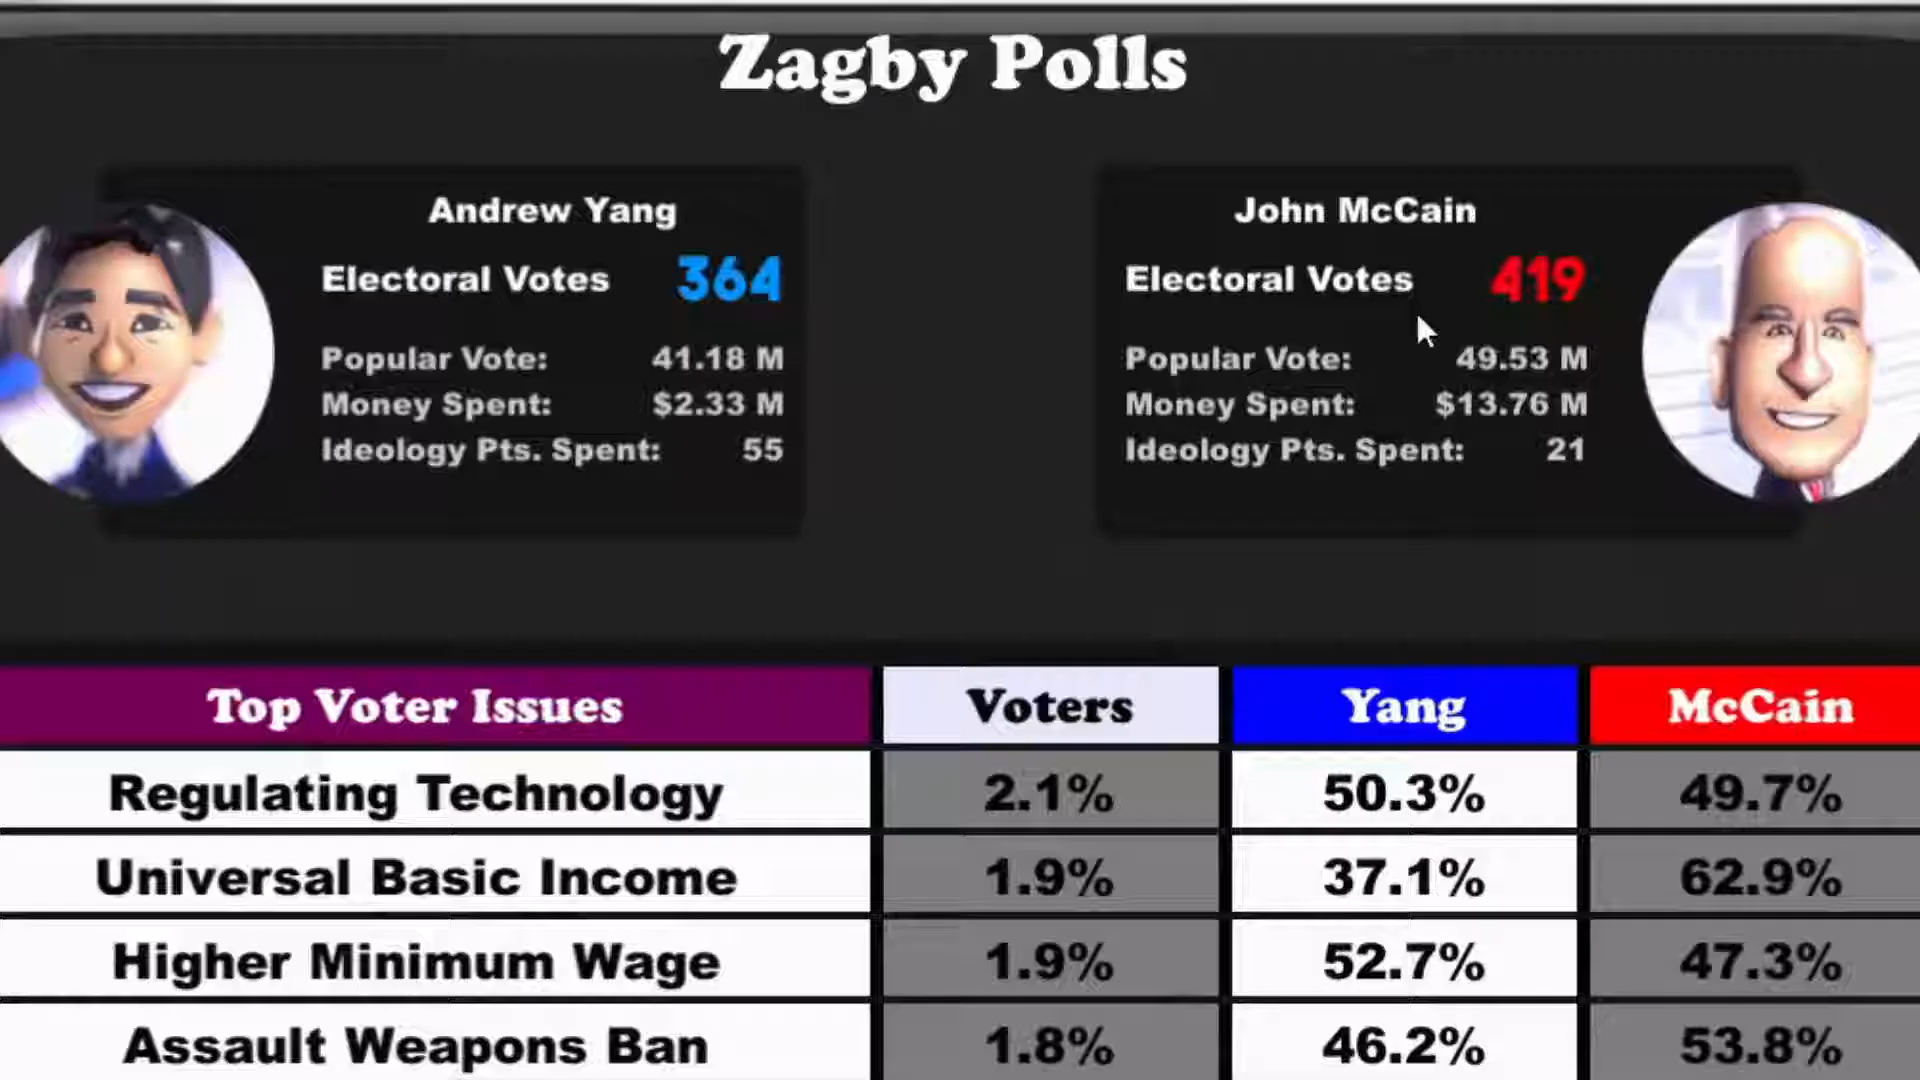 Zagby Polls
Andrew Yang
Electoral Votes 364
Popular Vote: 41.18 M
Money Spent: $2.33 M
Ideology Pts. Spent: 55
John McCain
Electoral Votes 419
Popular Vote: 49.53 M
Money Spent: $13.76 M
Ideology Pts. Spent: 21
Top Voter Issues Voters Yang McCain
Regulating Technology 2.1% 50.3% 49.7%
Universal Basic Income 1.9% 37.1% 62.9%
Higher Minimum Wage 1.9% 52.7% 47.3%
Assault Weapons Ban 1.8% 46.2% 53.8%